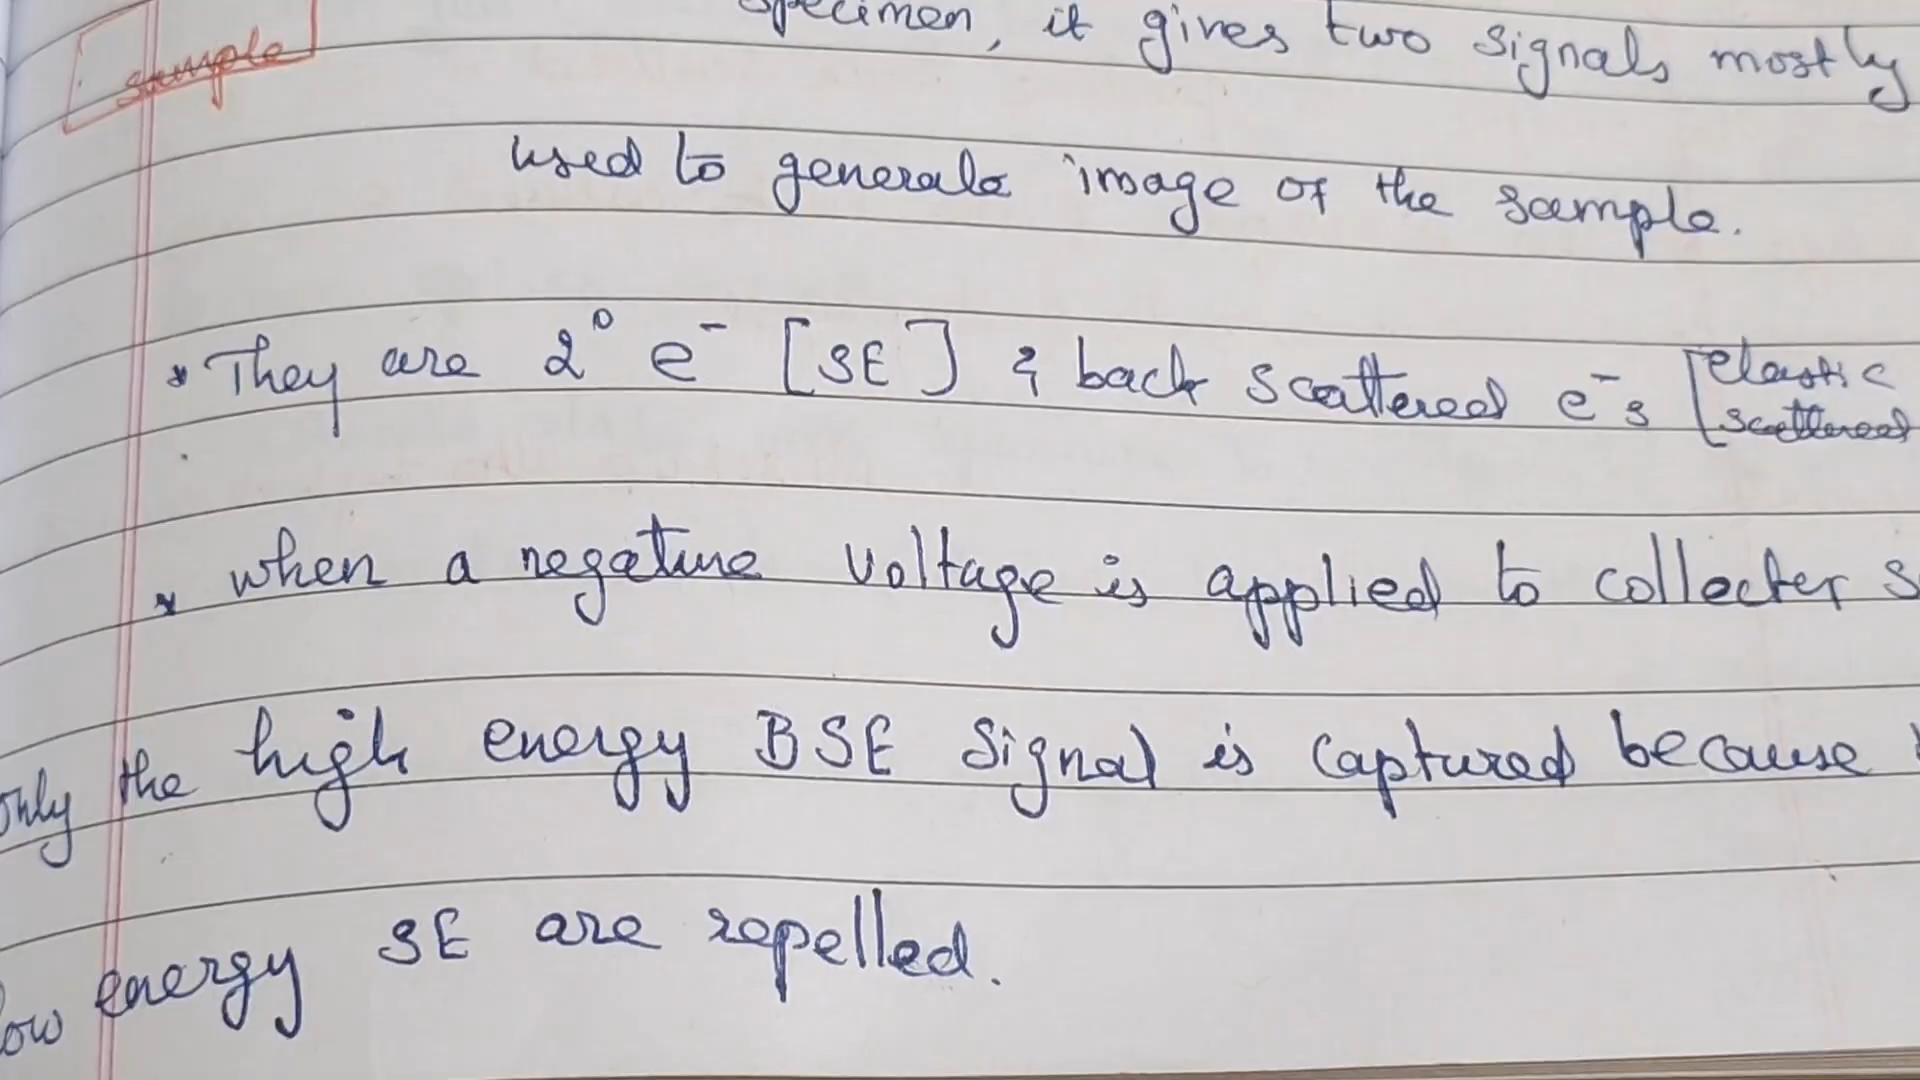 sample
specimen, it gives two signals mostly
used to generate image of the sample.
* They are 2° e⁻ [SE] & back scattered e⁻s [elastic scattered
* when a negative voltage is applied to collecter
only the high energy BSE signal is captured because
low energy SE are repelled.